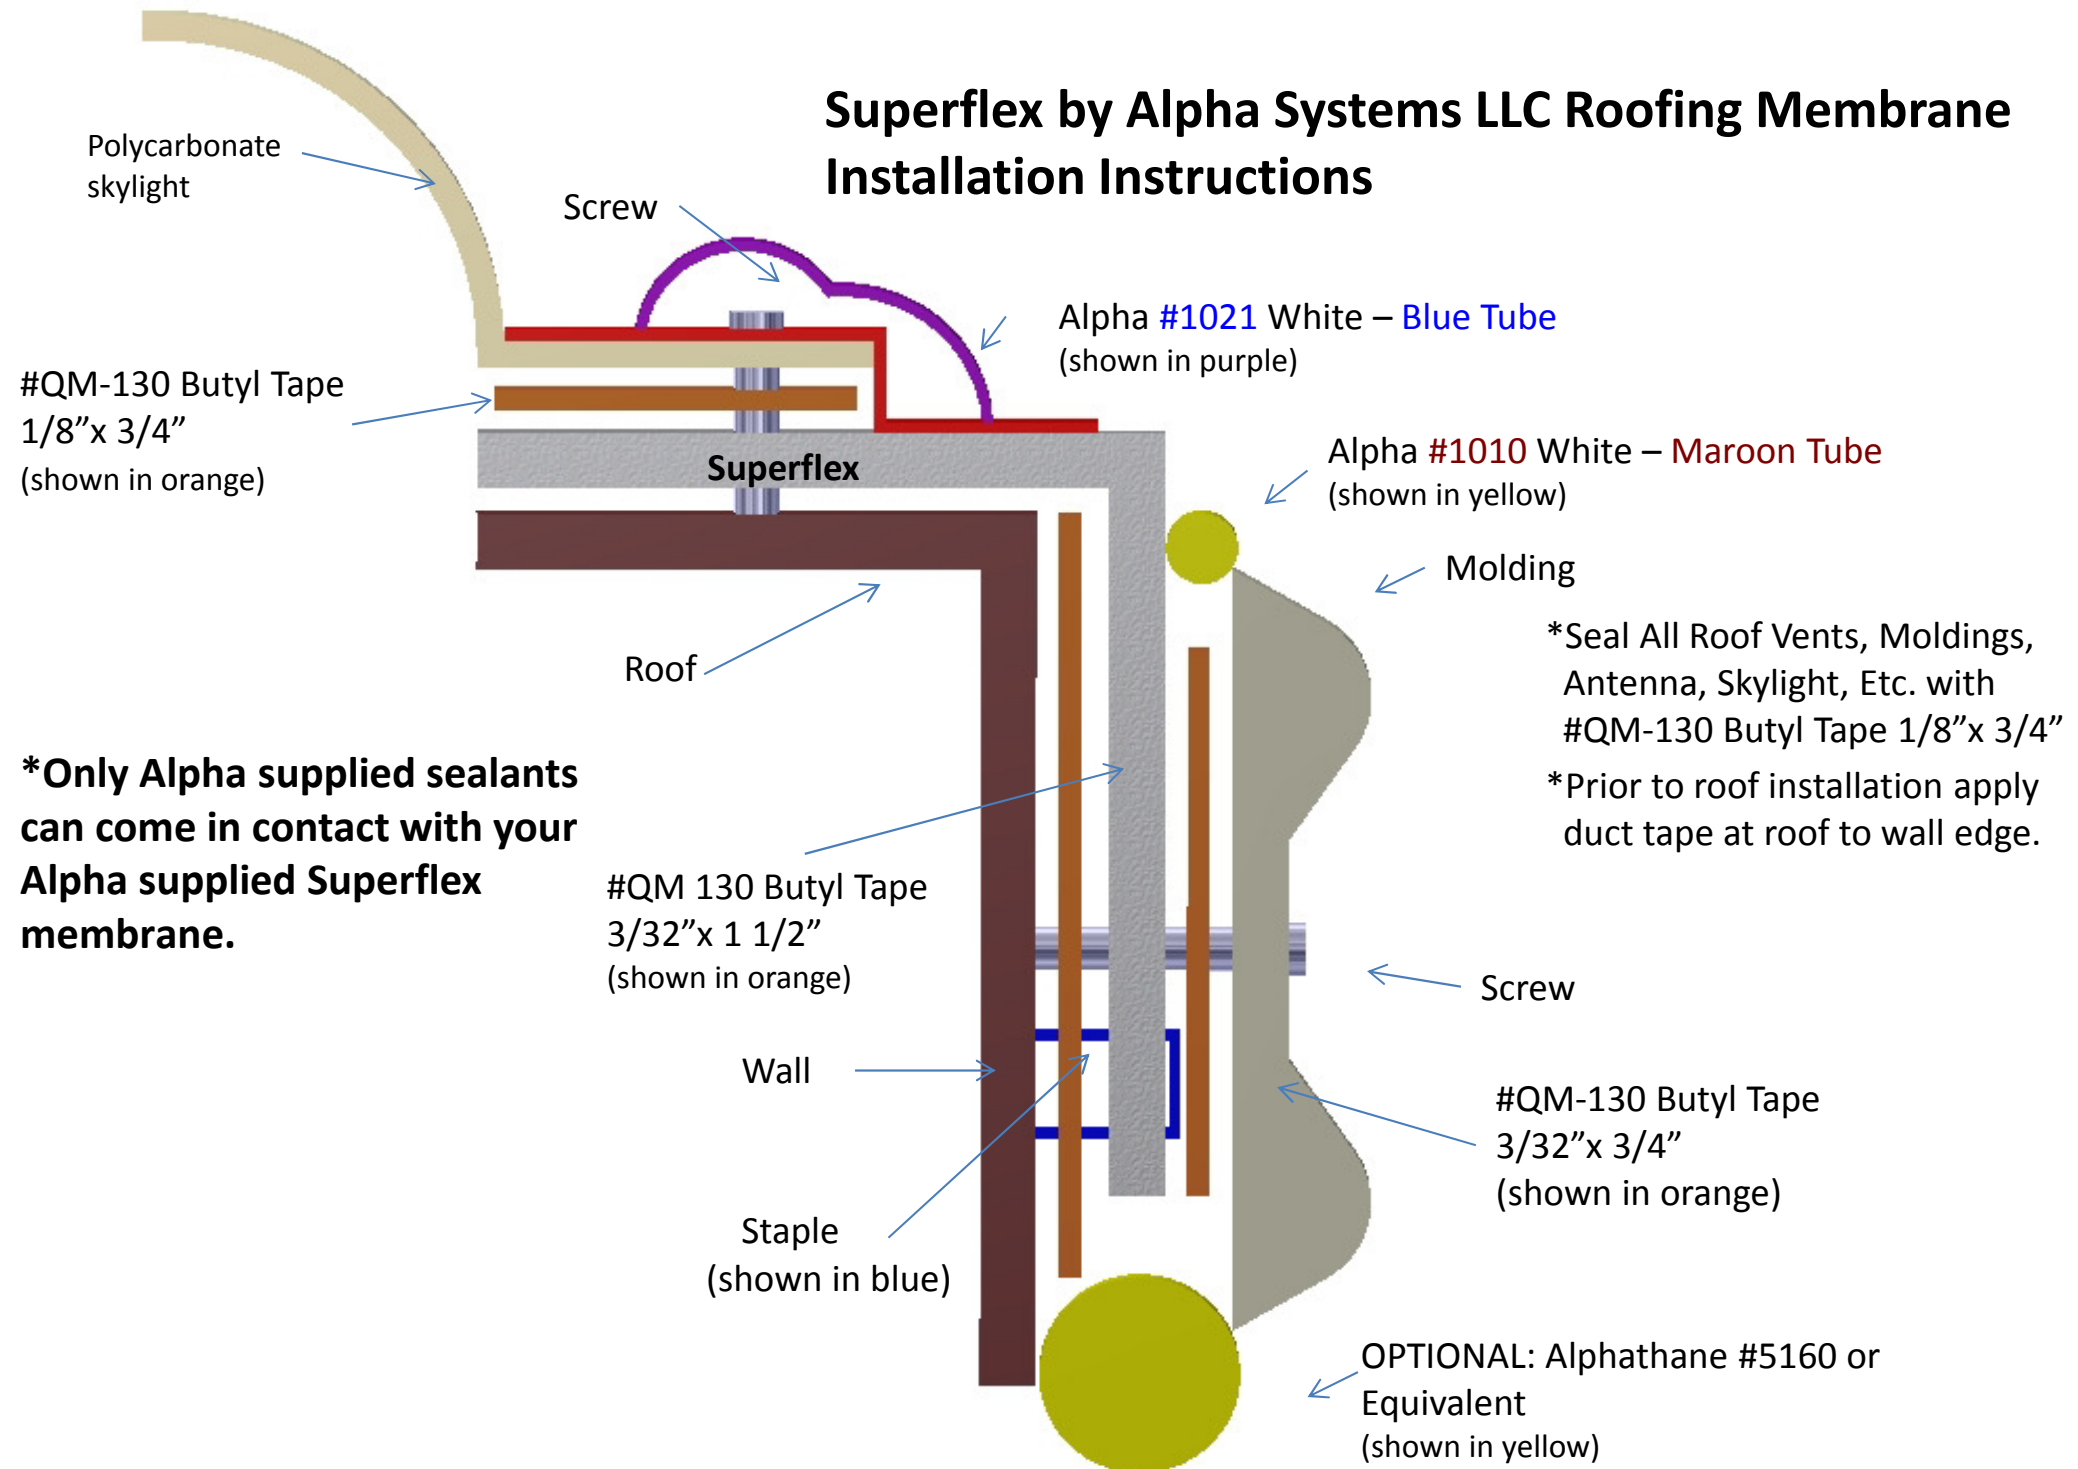 Superflex by Alpha Systems LLC Roofing Membrane
Installation Instructions
Polycarbonate
skylight
Screw
Alpha #1021 White – Blue Tube
(shown in purple)
#QM-130 Butyl Tape
1/8”x 3/4”
(shown in orange)
Superflex
Alpha #1010 White – Maroon Tube
(shown in yellow)
Molding
*Seal All Roof Vents, Moldings,
Antenna, Skylight, Etc. with
#QM-130 Butyl Tape 1/8”x 3/4”
*Prior to roof installation apply
duct tape at roof to wall edge.
Roof
*Only Alpha supplied sealants
can come in contact with your
Alpha supplied Superflex
membrane.
#QM 130 Butyl Tape
3/32”x 1 1/2”
(shown in orange)
Screw
Wall
#QM-130 Butyl Tape
3/32”x 3/4”
(shown in orange)
Staple
(shown in blue)
OPTIONAL: Alphathane #5160 or
Equivalent
(shown in yellow)